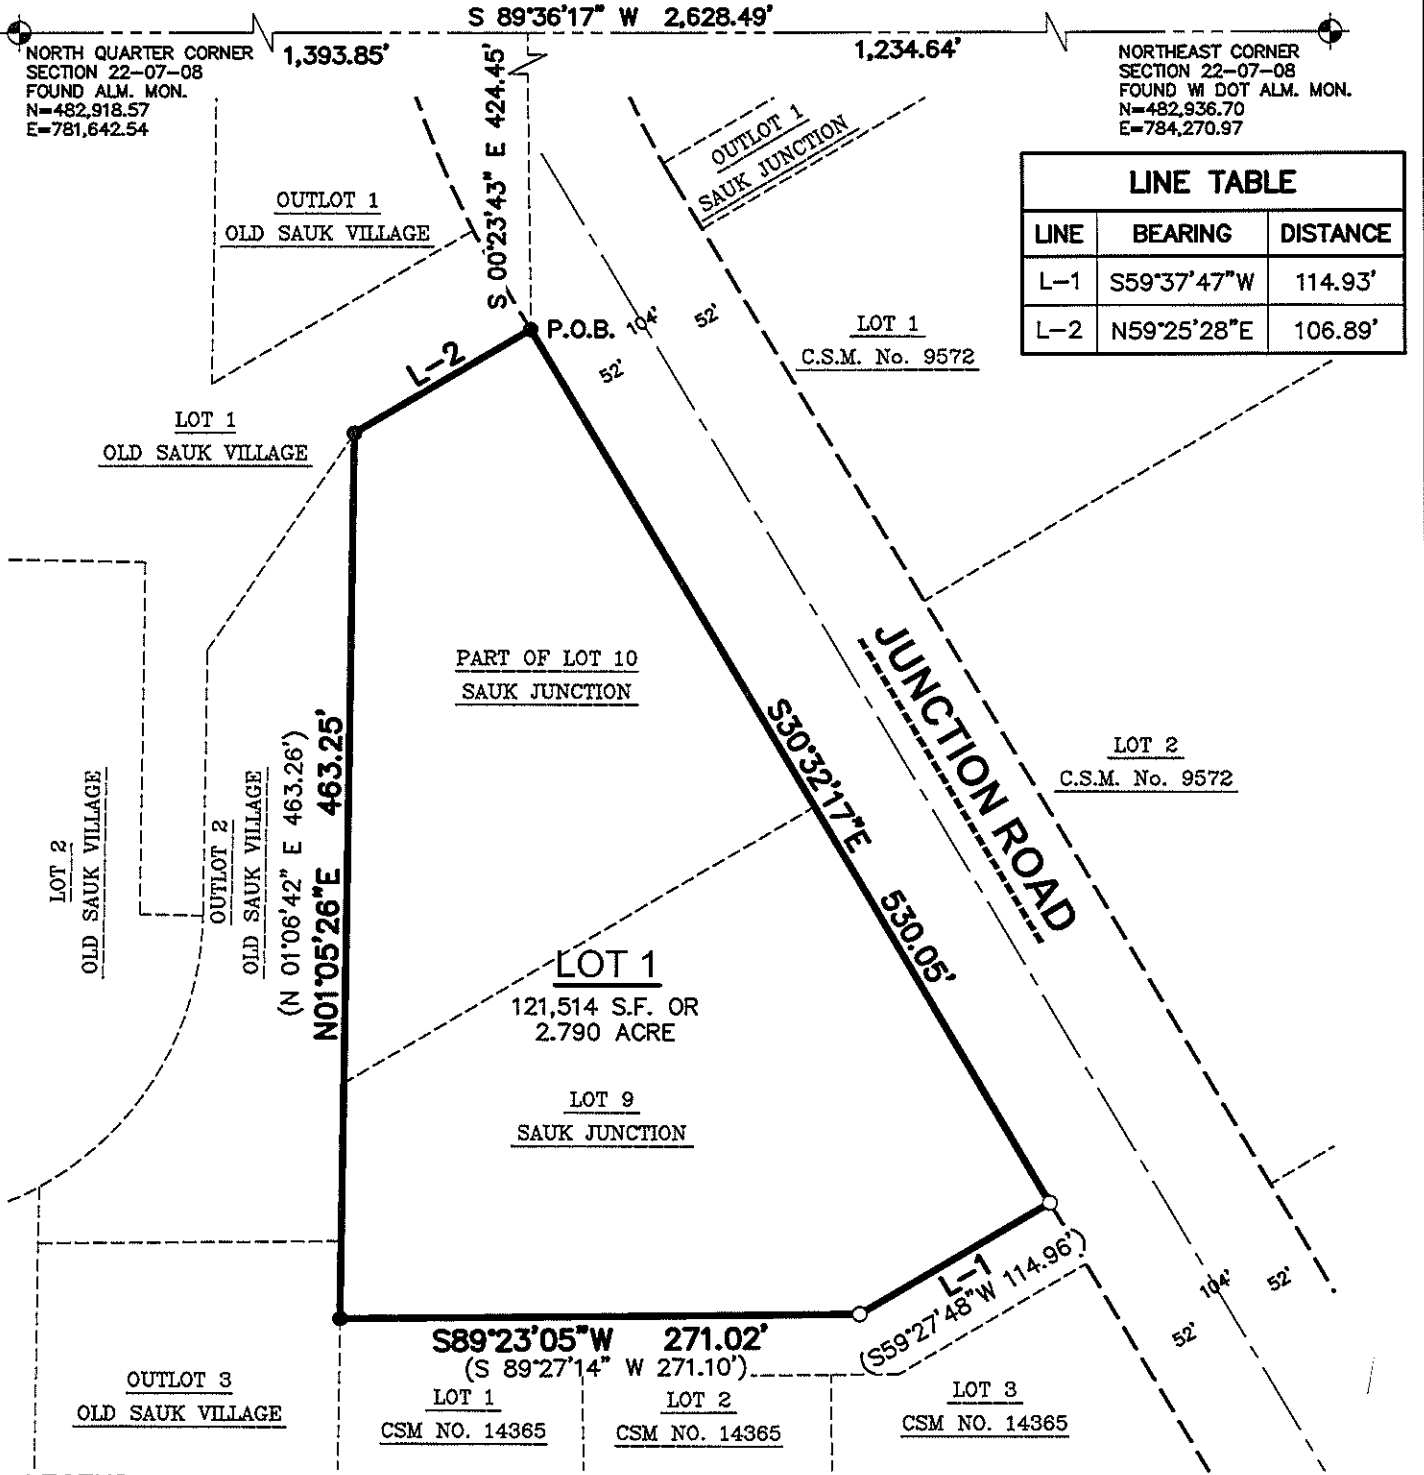 S 89°36'17" W 2,628.49'
NORTH QUARTER CORNER
SECTION 22-07-08
FOUND ALM. MON.
N=482,918.57
E=781,642.54
1,393.85'
S 00°23'43" E 424.45'
1,234.64'
NORTHEAST CORNER
SECTION 22-07-08
FOUND WI DOT ALM. MON.
N=482,936.70
E=784,270.97
OUTLOT 1
SAUK JUNCTION
LINE TABLE
LINE BEARING DISTANCE
L-1 S59°37'47"W 114.93'
L-2 N59°25'28"E 106.89'
OUTLOT 1
OLD SAUK VILLAGE
P.O.B.
104'
52'
52'
LOT 1
C.S.M. No. 9572
L-2
LOT 1
OLD SAUK VILLAGE
PART OF LOT 10
SAUK JUNCTION
S30°32'17"E 530.05'
JUNCTION ROAD
LOT 2
C.S.M. No. 9572
LOT 2
OLD SAUK VILLAGE
OUTLOT 2
OLD SAUK VILLAGE
(N 01°06'42" E 463.26')
N01°05'26"E 463.25'
LOT 1
121,514 S.F. OR
2.790 ACRE
LOT 9
SAUK JUNCTION
L-1
(S59°27'48"W 114.96')
104'
52'
52'
S89°23'05"W 271.02'
(S 89°27'14" W 271.10')
OUTLOT 3
OLD SAUK VILLAGE
LOT 1
CSM NO. 14365
LOT 2
CSM NO. 14365
LOT 3
CSM NO. 14365